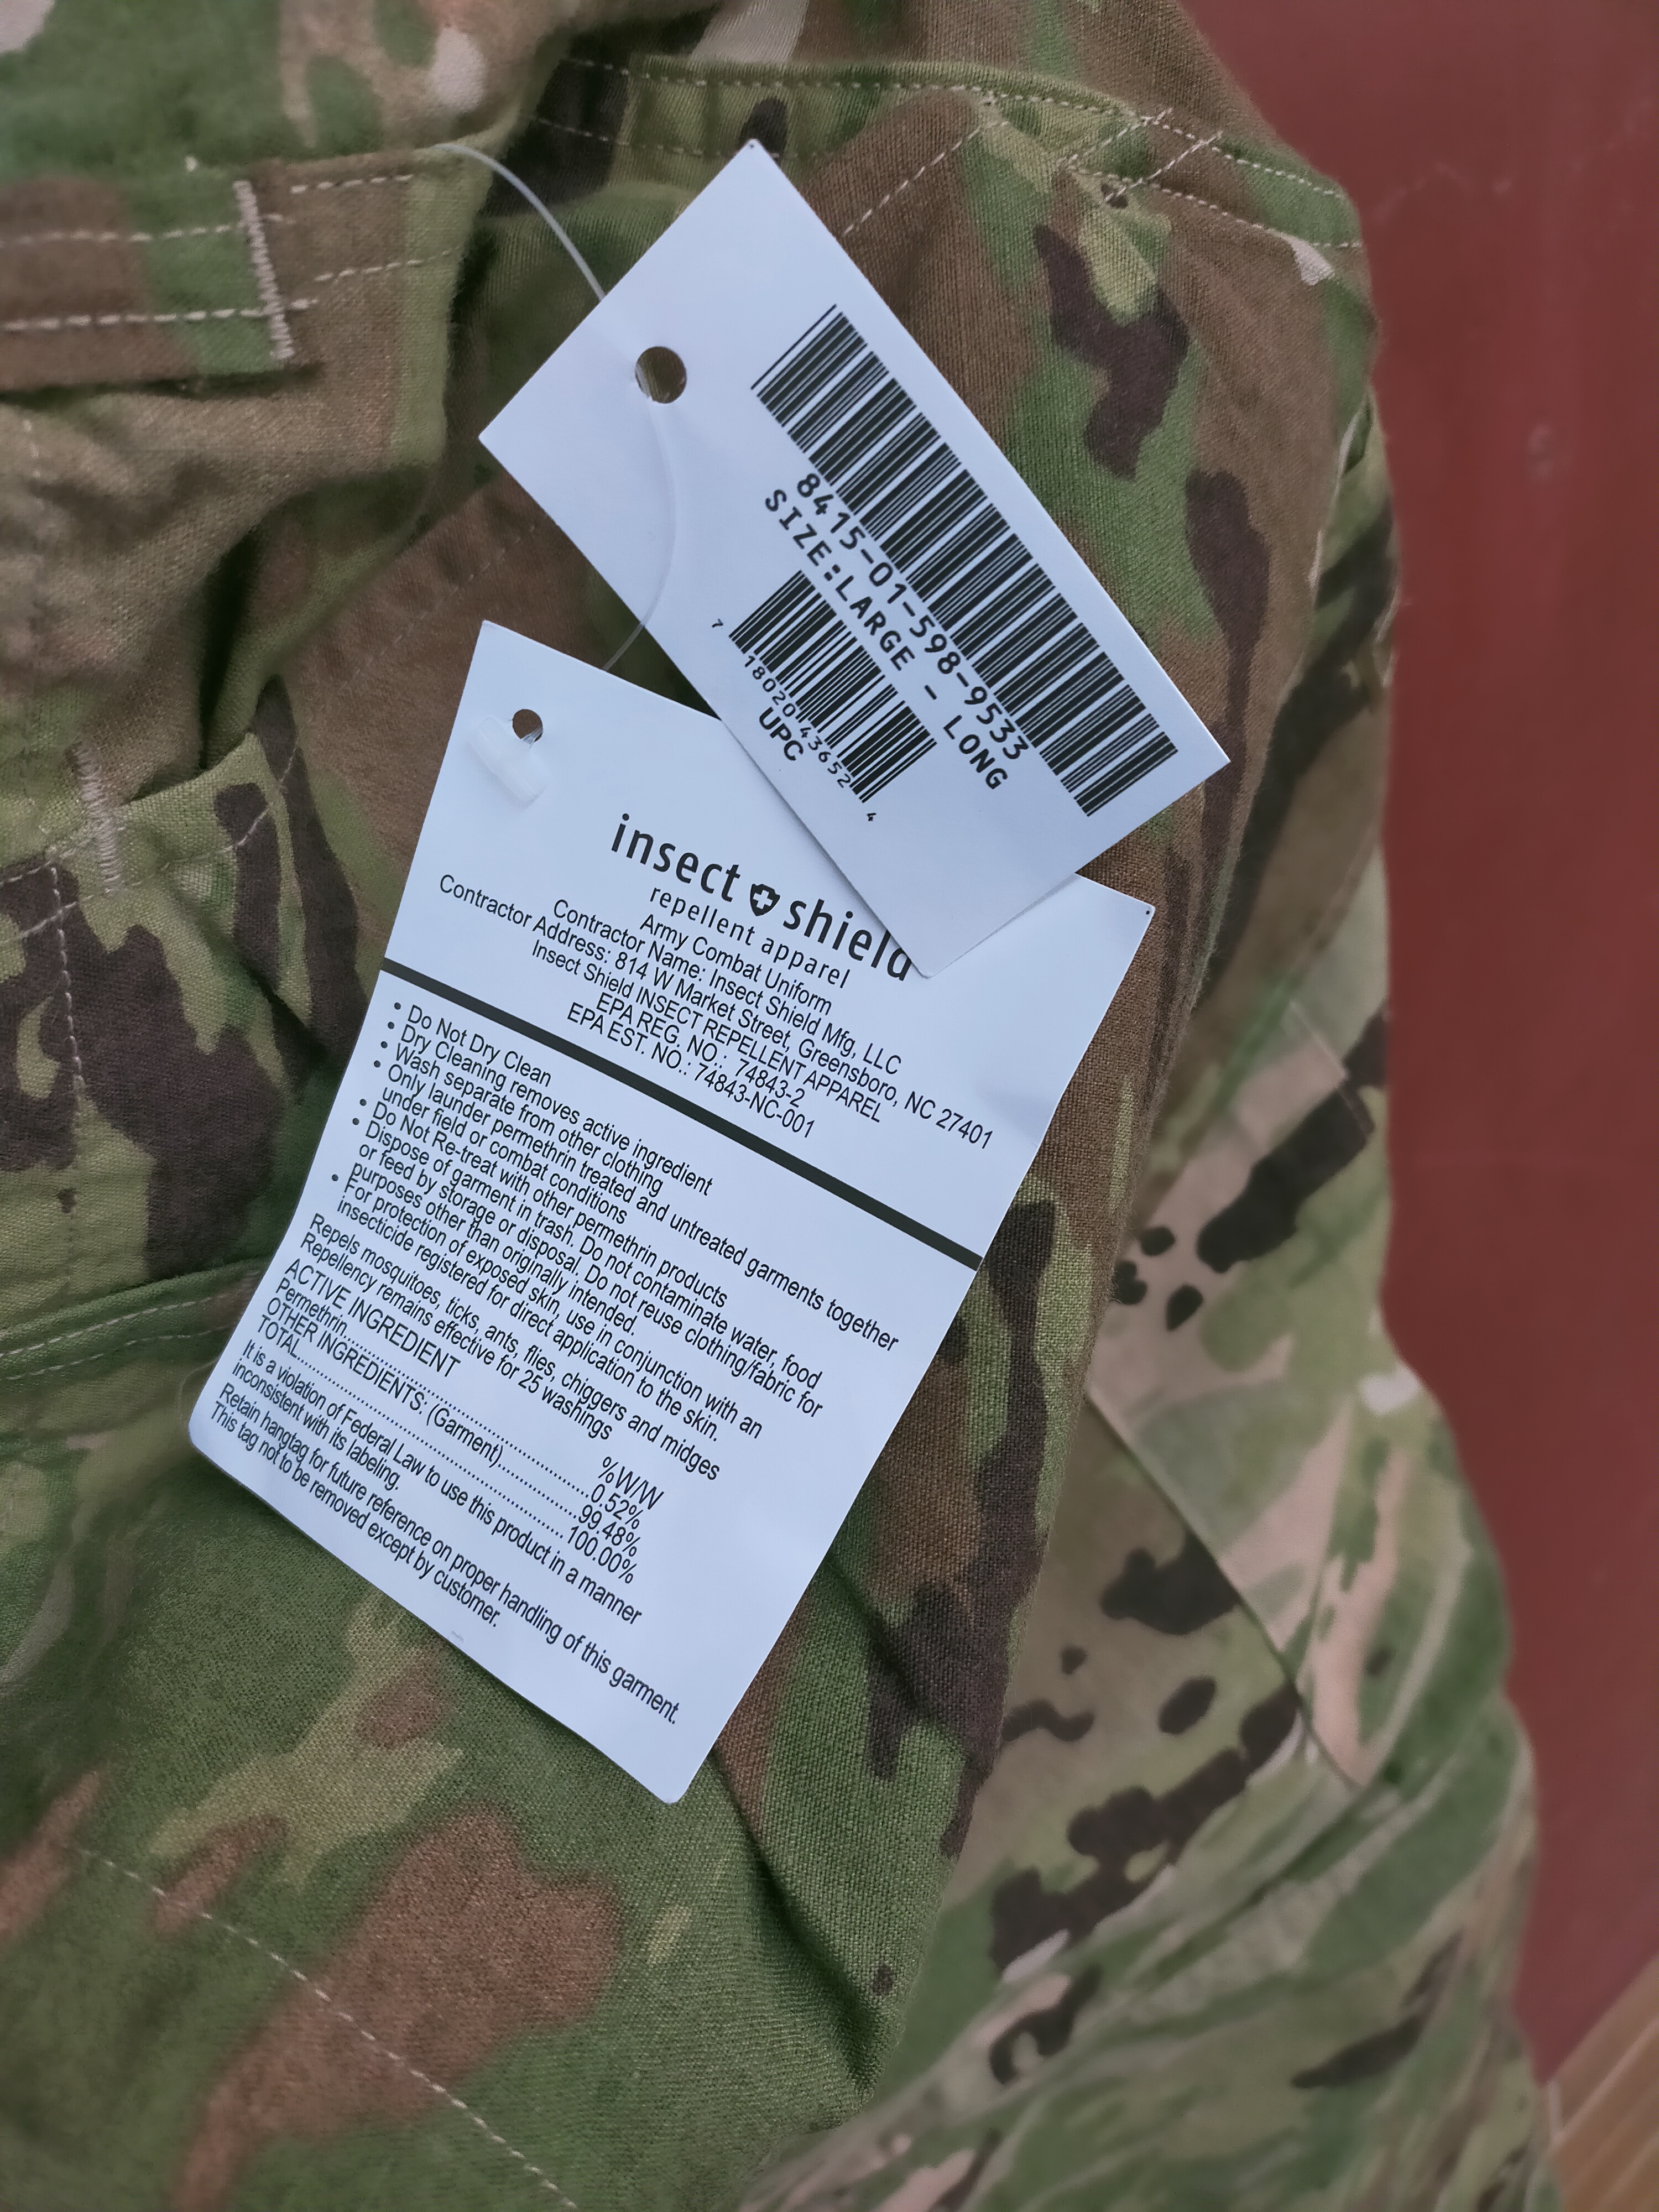 8415-01-598-9533
SIZE:LARGE - LONG
7 18020 43652 4
UPC
insect shield
repellent apparel
Army Combat Uniform
Contractor Name: Insect Shield Mfg, LLC
Contractor Address: 814 W Market Street, Greensboro, NC 27401
Insect Shield INSECT REPELLENT APPAREL
EPA REG. NO.: 74843-2
EPA EST. NO.: 74843-NC-001
• Do Not Dry Clean
• Dry Cleaning removes active ingredient
• Wash separate from other clothing
• Only launder permethrin treated and untreated garments together
under field or combat conditions
• Do Not Re-treat with other permethrin products
• Dispose of garment in trash. Do not contaminate water, food
or feed by storage or disposal. Do not reuse clothing/fabric for
purposes other than originally intended.
• For protection of exposed skin, use in conjunction with an
insecticide registered for direct application to the skin.
Repels mosquitoes, ticks, ants, flies, chiggers and midges
Repellency remains effective for 25 washings
ACTIVE INGREDIENT %W/W
Permethrin..........................................0.52%
OTHER INGREDIENTS: (Garment)...............99.48%
TOTAL..........................................100.00%
It is a violation of Federal Law to use this product in a manner
inconsistent with its labeling.
Retain hangtag for future reference on proper handling of this garment.
This tag not to be removed except by customer.